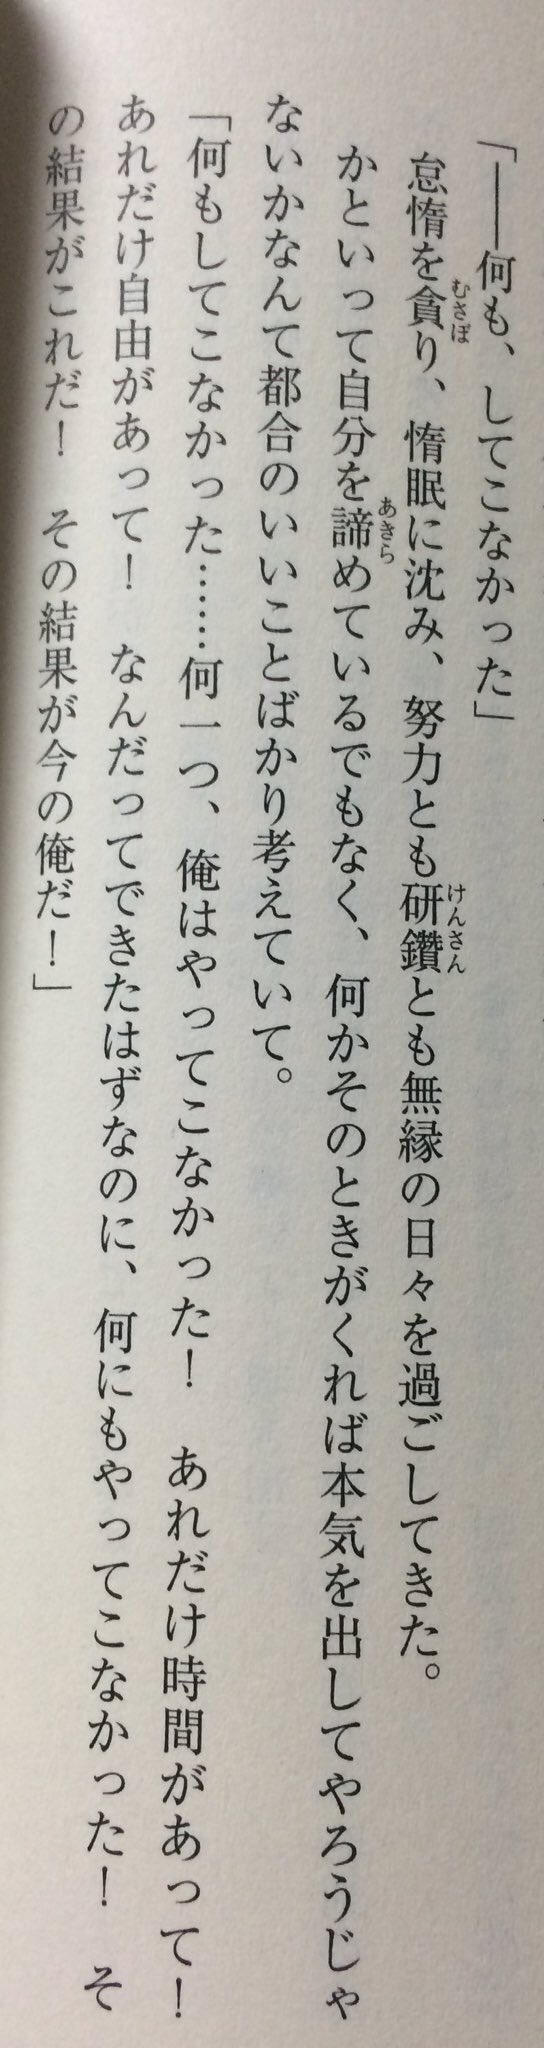 「――何も、してこなかった」
怠惰を貪り、惰眠に沈み、努力とも研鑽とも無縁の日々を過ごしてきた。
かといって自分を諦めているでもなく、何かそのときがくれば本気を出してやろうじゃ
ないかなんて都合のいいことばかり考えていて。
「何もしてこなかった……何一つ、俺はやってこなかった！　あれだけ時間があって！
あれだけ自由があって！　なんだってできたはずなのに、何にもやってこなかった！　そ
の結果がこれだ！　その結果が今の俺だ！」